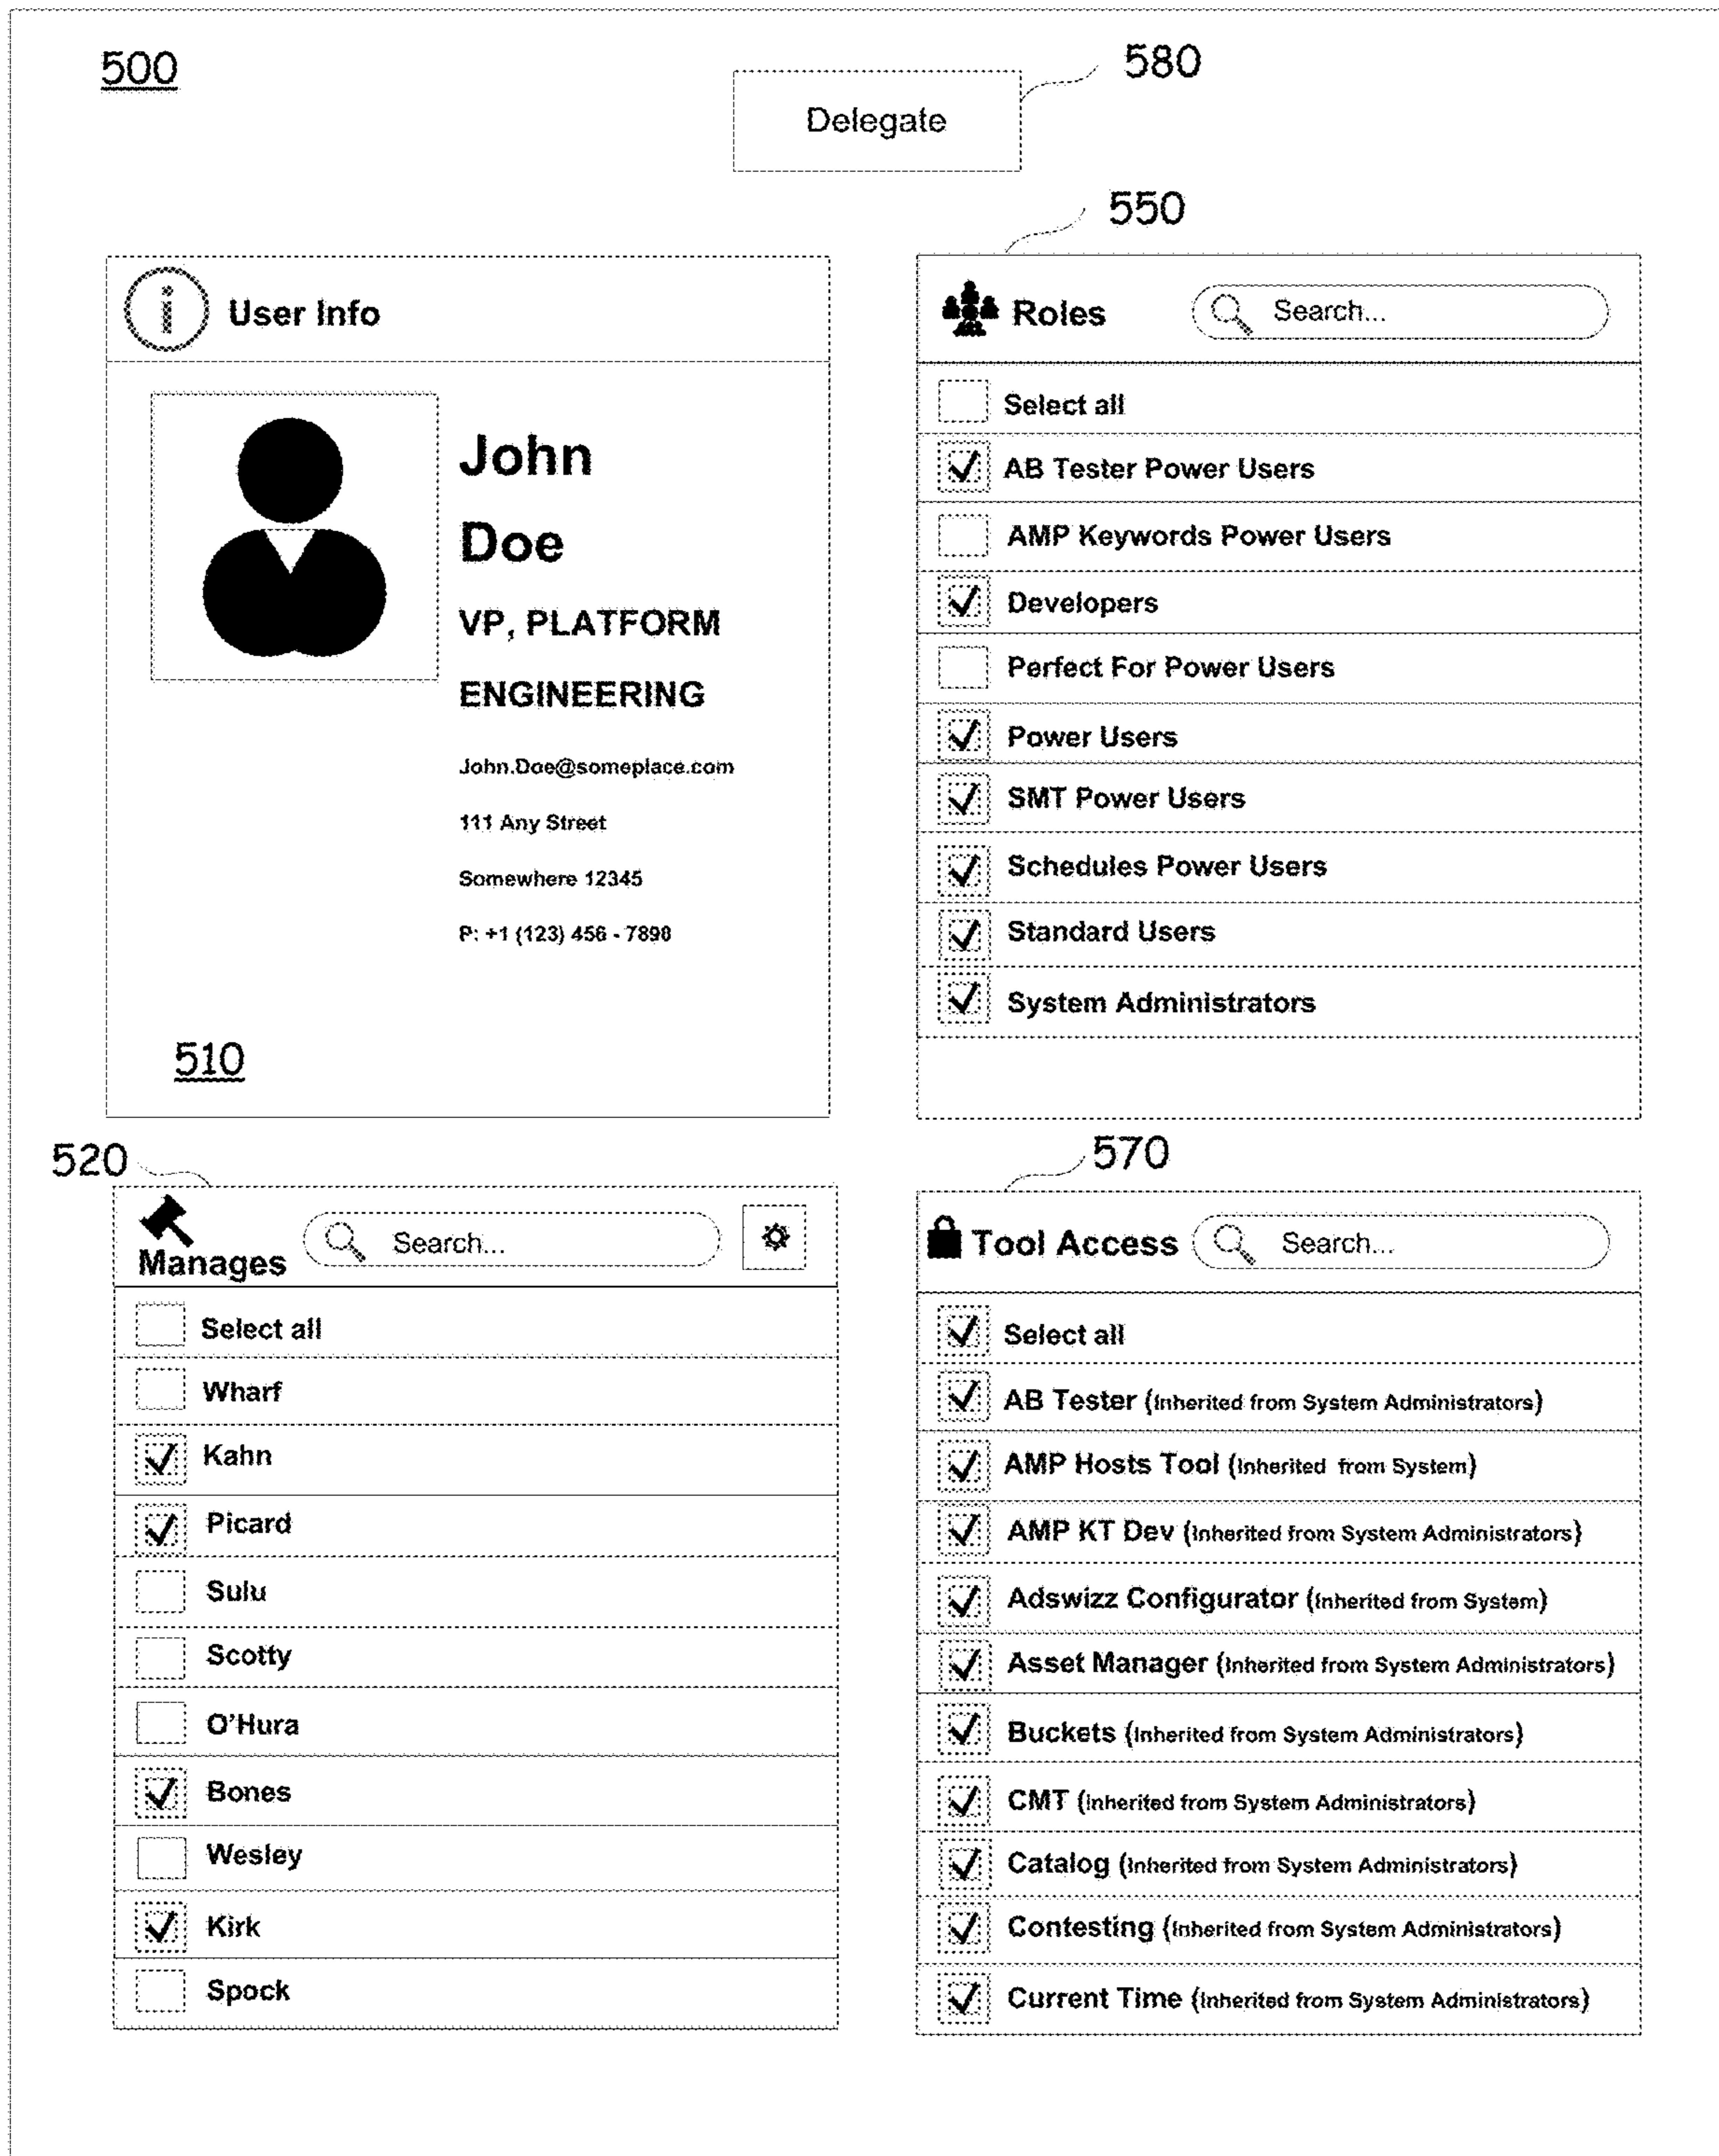 500
580
Delegate
550
i
User Info
John
Doe
VP, PLATFORM
ENGINEERING
John.Doe@someplace.com
111 Any Street
Somewhere 12345
P: +1 (123) 456 - 7890
510
Roles
Search...
Select all
AB Tester Power Users
AMP Keywords Power Users
Developers
Perfect For Power Users
Power Users
SMT Power Users
Schedules Power Users
Standard Users
System Administrators
520
Manages
Search...
Select all
Wharf
Kahn
Picard
Sulu
Scotty
O'Hura
Bones
Wesley
Kirk
Spock
570
Tool Access
Search...
Select all
AB Tester (Inherited from System Administrators)
AMP Hosts Tool (Inherited from System)
AMP KT Dev (Inherited from System Administrators)
Adswizz Configurator (Inherited from System)
Asset Manager (Inherited from System Administrators)
Buckets (Inherited from System Administrators)
CMT (Inherited from System Administrators)
Catalog (Inherited from System Administrators)
Contesting (Inherited from System Administrators)
Current Time (Inherited from System Administrators)